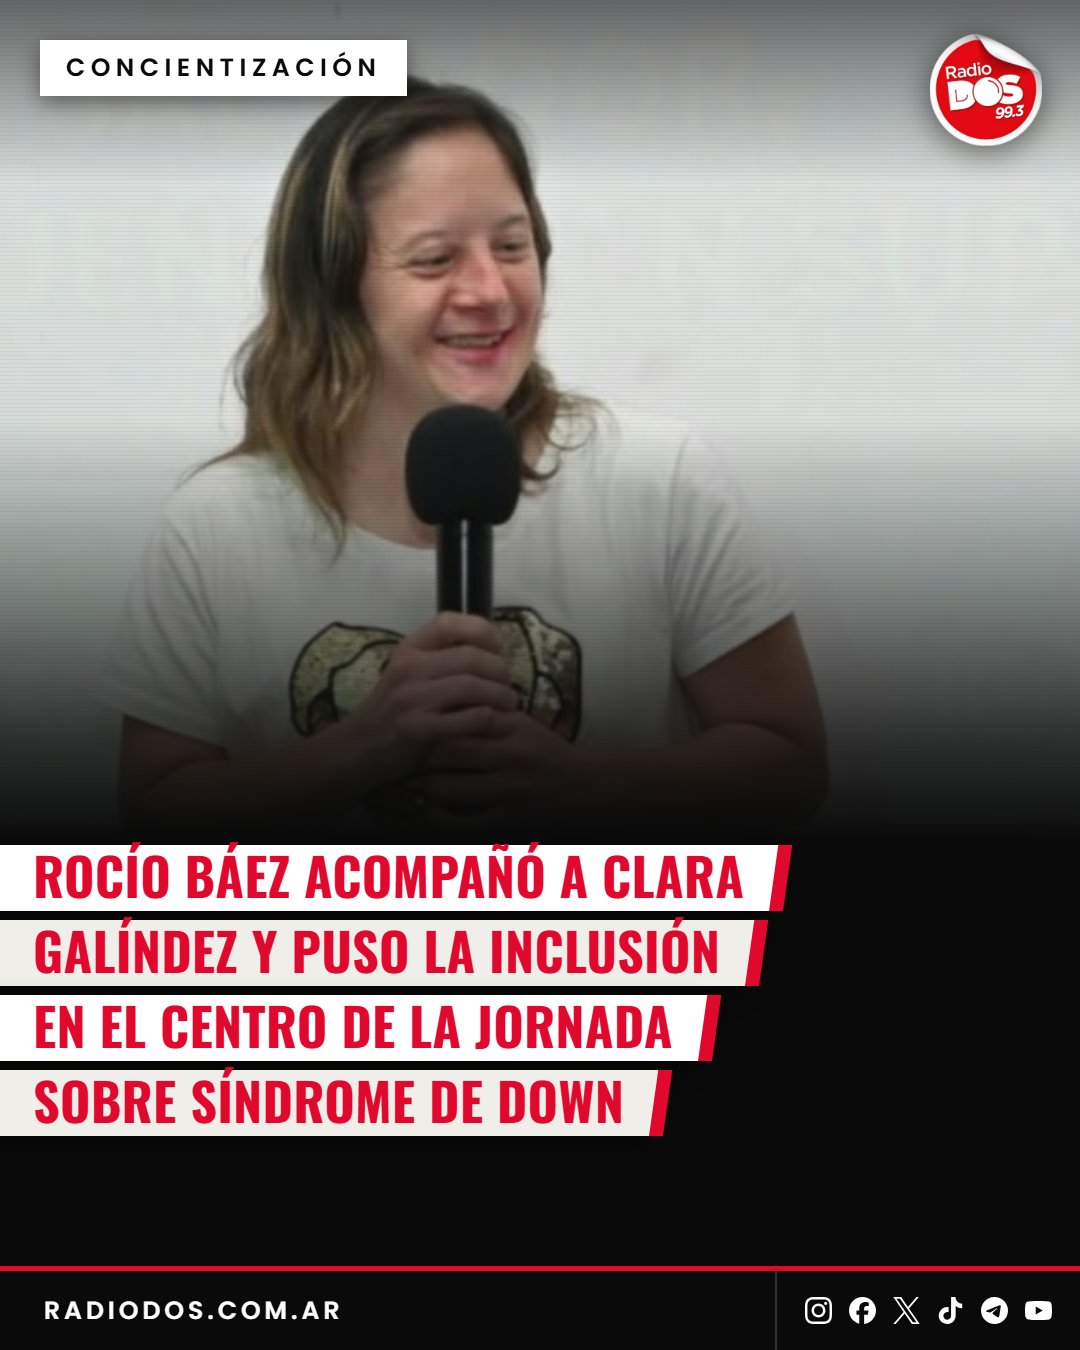 CONCIENTIZACIÓN
Radio
DOS
99.3
ROCÍO BÁEZ ACOMPAÑÓ A CLARA
GALÍNDEZ Y PUSO LA INCLUSIÓN
EN EL CENTRO DE LA JORNADA
SOBRE SÍNDROME DE DOWN
RADIODOS.COM.AR